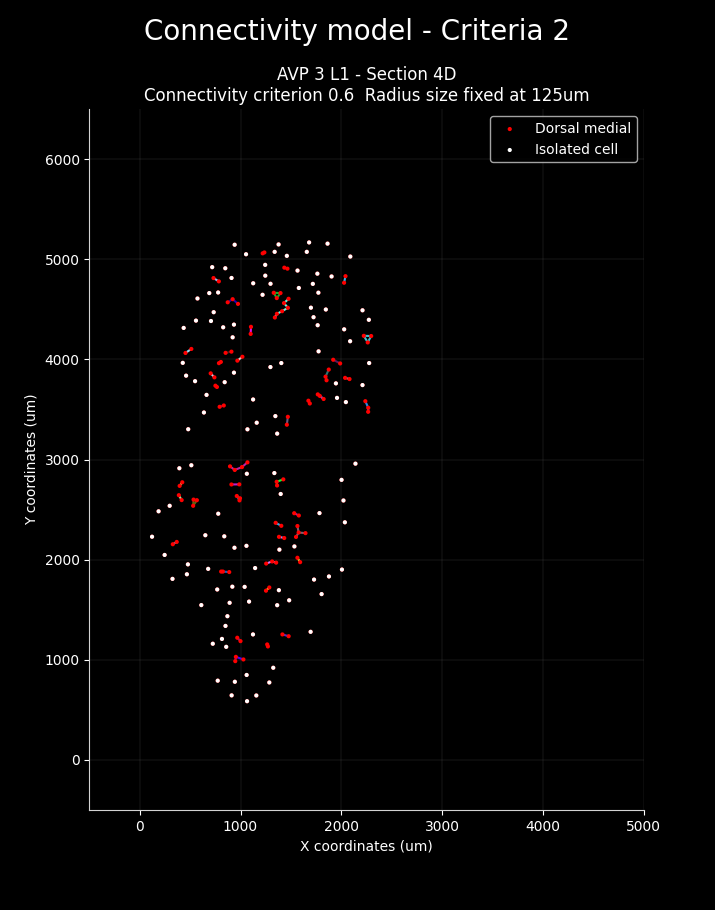 Connectivity model - Criteria 2
AVP 3 L1 - Section 4D
Connectivity criterion 0.6  Radius size fixed at 125um
Dorsal medial
Isolated cell
6000
5000
4000
3000
2000
1000
0
Y coordinates (um)
0 1000 2000 3000 4000 5000
X coordinates (um)